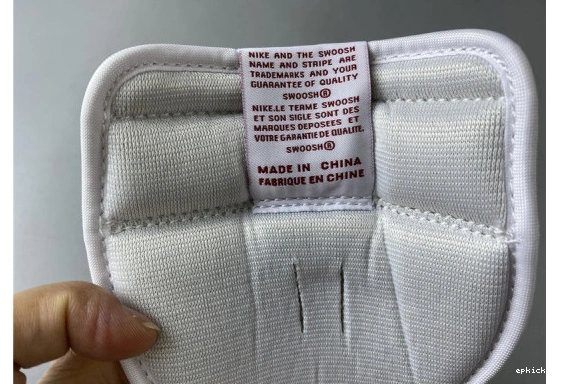 NIKE AND THE SWOOSH
NAME AND STRIPE ARE
TRADEMARKS AND YOUR
GUARANTEE OF QUALITY
SWOOSH®
NIKE.LE TERME SWOOSH
ET SON SIGLE SONT DES
MARQUES DEPOSEES ET
VOTRE GARANTIE DE QUALITE.
SWOOSH®
MADE IN CHINA
FABRIQUE EN CHINE
epkick